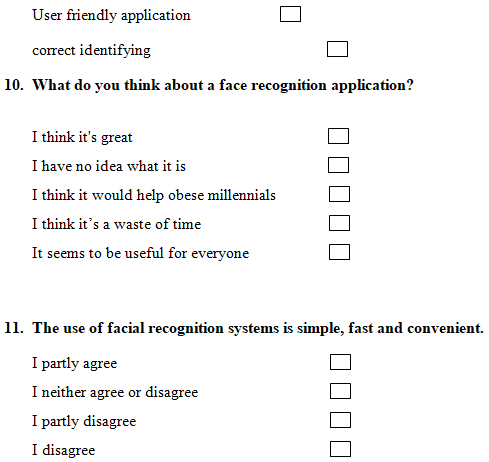 User friendly application
correct identifying
10. What do you think about a face recognition application?
I think it's great
I have no idea what it is
I think it would help obese millennials
I think it’s a waste of time
It seems to be useful for everyone
11. The use of facial recognition systems is simple, fast and convenient.
I partly agree
I neither agree or disagree
I partly disagree
I disagree